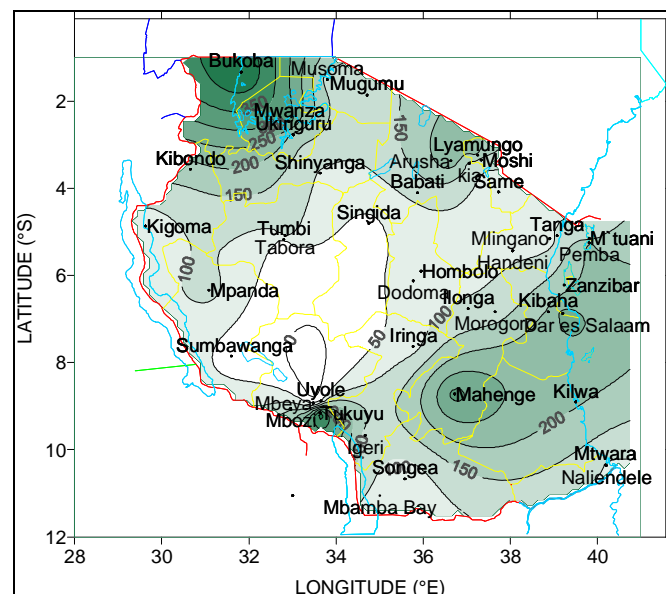 Bukoba
Musoma
Mugumu
2
Mwanza
Ukinguru
250
150
Lyamungo
Kibondo
200
Shinyanga
Arusha
Moshi
kia
4
150
Babati
Same
Singida
Kigoma
Tumbi
Tabora
Tanga
Mlingano
M`tuani
Handeni
Pemba
100
6
Hombolo
Mpanda
Dodoma
Zanzibar
Ilonga
Kibaha
100
Morogoro
Dar es Salaam
Sumbawanga
50
Iringa
8
Uyole
Mbeya
Mahenge
Kilwa
Mbozi
Tukuyu
200
10
Igeri
Mtwara
150
Songea
Naliendele
Mbamba Bay
12
28
30
32
34
36
38
40
LATITUDE (°S)
LONGITUDE (°E)